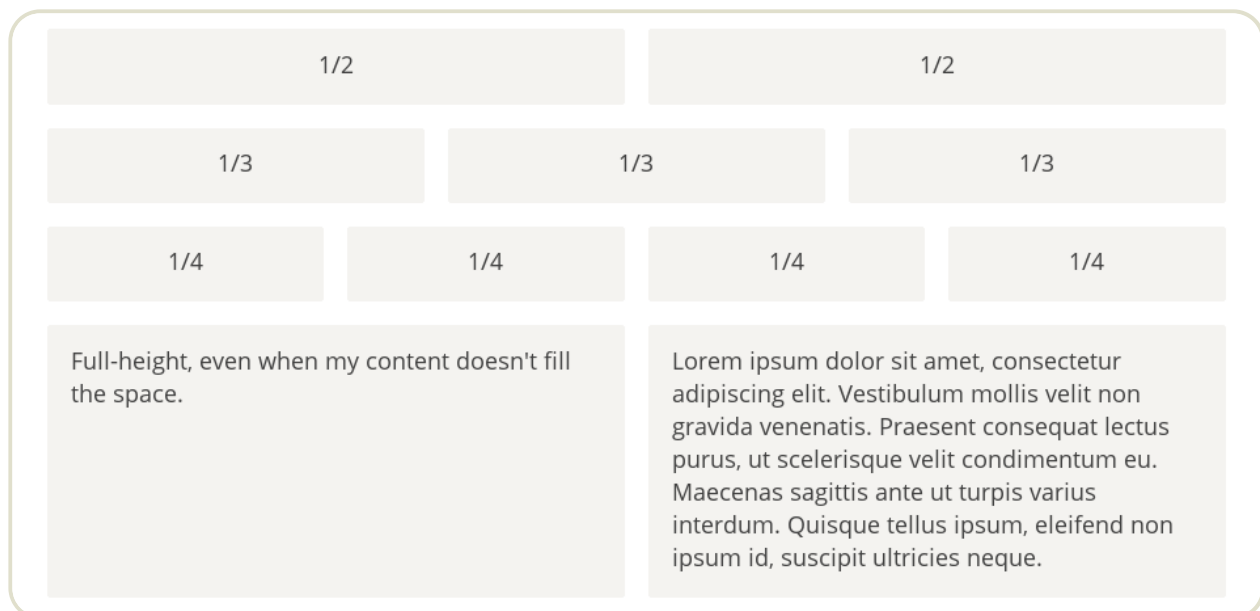 1/2 1/2
1/3 1/3 1/3
1/4 1/4 1/4 1/4
Full-height, even when my content doesn't fill
the space.
Lorem ipsum dolor sit amet, consectetur
adipiscing elit. Vestibulum mollis velit non
gravida venenatis. Praesent consequat lectus
purus, ut scelerisque velit condimentum eu.
Maecenas sagittis ante ut turpis varius
interdum. Quisque tellus ipsum, eleifend non
ipsum id, suscipit ultricies neque.